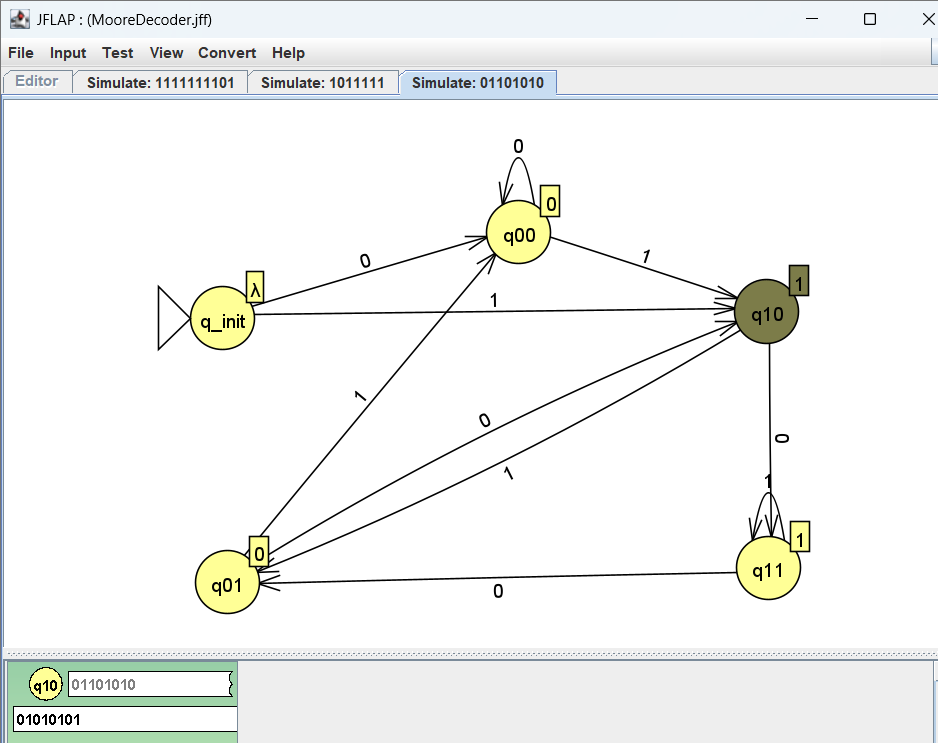 JFLAP : (MooreDecoder.jff)
File Input Test View Convert Help
Editor Simulate: 1111111101 Simulate: 1011111 Simulate: 01101010
0
0
q00
0
1
λ
q_init
1
1
q10
1
0
1
0
1
0
q01
1
q11
0
q10 01101010
01010101